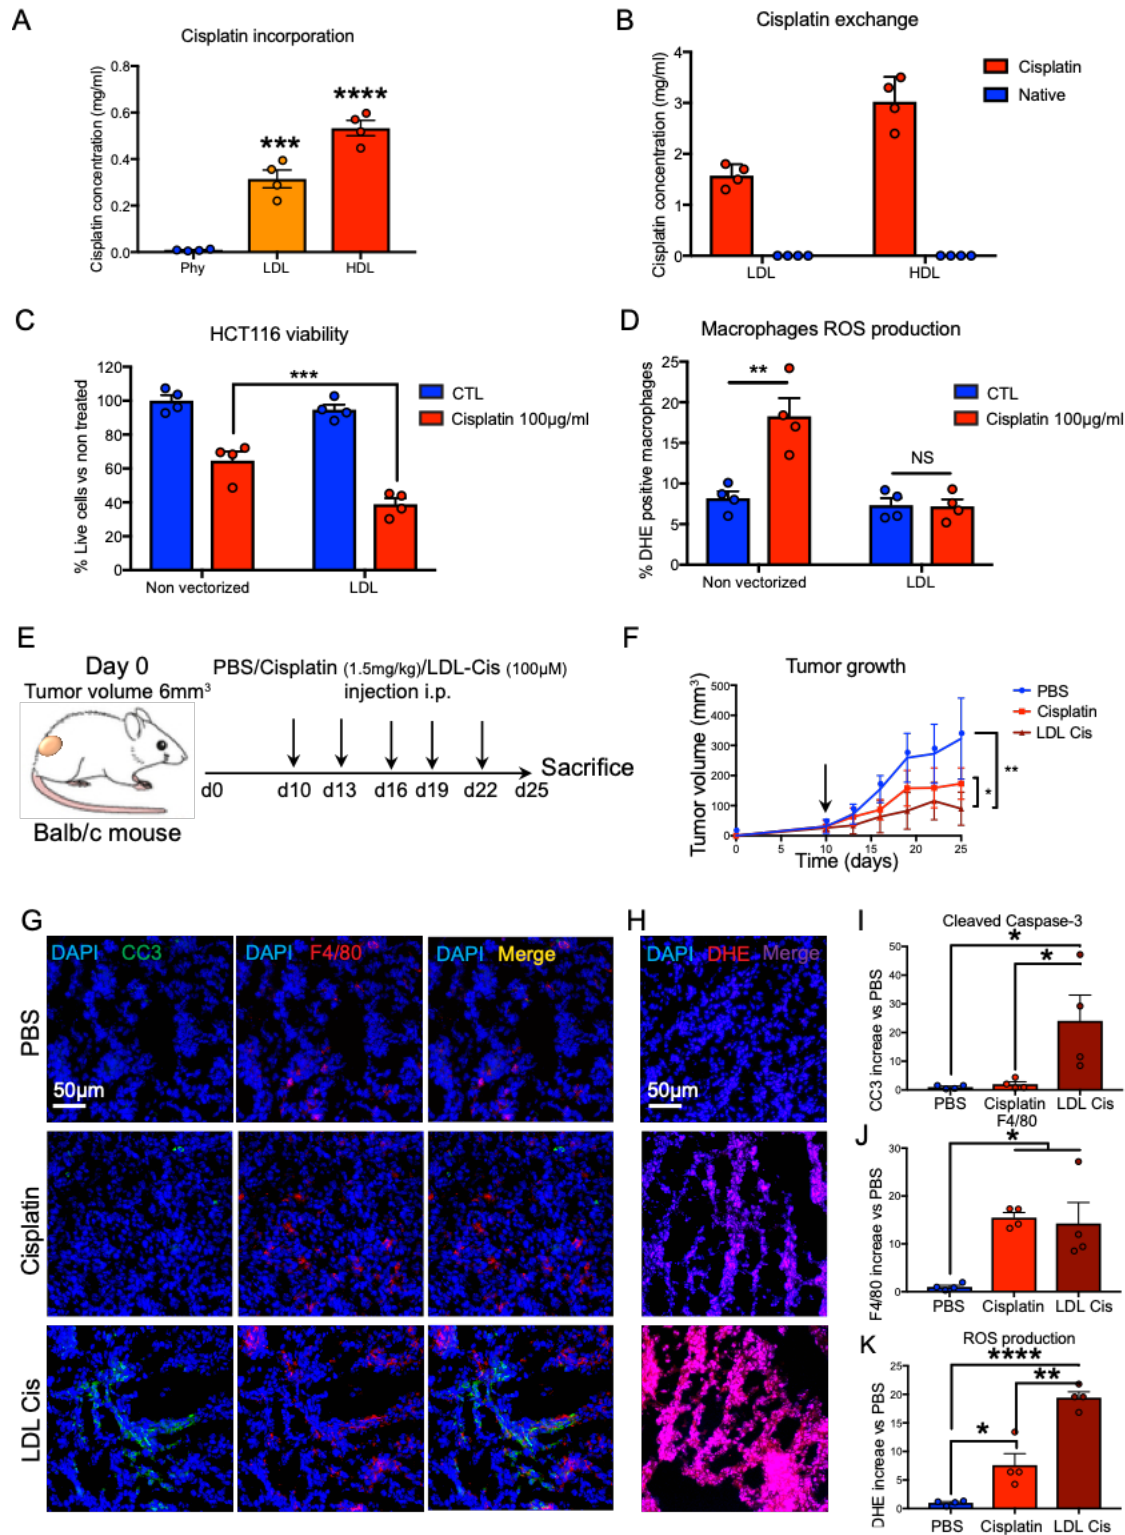 A
Cisplatin incorporation
Cisplatin concentration (mg/ml)
0.8
0.6
0.4
0.2
0.0
***
****
Phy
LDL
HDL
B
Cisplatin exchange
Cisplatin concentration (mg/ml)
4
3
2
1
0
LDL
HDL
Cisplatin
Native
C
HCT116 viability
% Live cells vs non treated
120
100
80
60
40
20
0
***
Non vectorized
LDL
CTL
Cisplatin 100µg/ml
D
Macrophages ROS production
% DHE positive macrophages
25
20
15
10
5
0
**
NS
Non vectorized
LDL
CTL
Cisplatin 100µg/ml
E
Day 0
Tumor volume 6mm³
Balb/c mouse
PBS/Cisplatin (1.5mg/kg)/LDL-Cis (100µM)
injection i.p.
d0
d10
d13
d16
d19
d22
d25
Sacrifice
F
Tumor growth
Tumor volume (mm³)
500
400
300
200
100
0
0
5
10
15
20
25
Time (days)
PBS
Cisplatin
LDL Cis
*
**
G
DAPI CC3
DAPI F4/80
DAPI Merge
PBS
50µm
Cisplatin
LDL Cis
H
DAPI DHE Merge
50µm
I
Cleaved Caspase-3
CC3 increae vs PBS
50
40
30
20
10
0
*
*
PBS
Cisplatin
LDL Cis
J
F4/80
F4/80 increae vs PBS
30
20
10
0
*
PBS
Cisplatin
LDL Cis
K
ROS production
DHE increae vs PBS
25
20
15
10
5
0
****
**
*
PBS
Cisplatin
LDL Cis